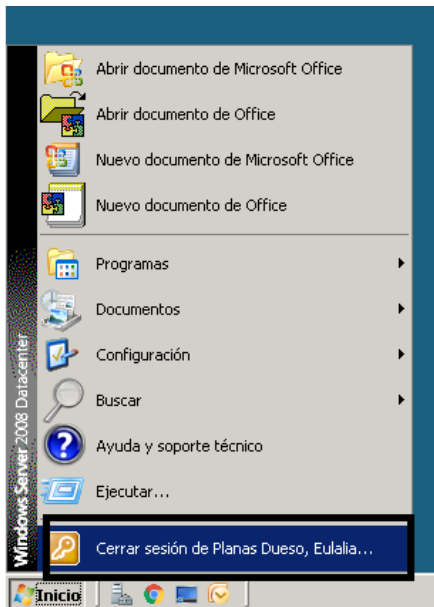 Abrir documento de Microsoft Office
Abrir documento de Office
Nuevo documento de Microsoft Office
Nuevo documento de Office
Programas
Documentos
Configuración
Buscar
Ayuda y soporte técnico
Ejecutar...
Cerrar sesión de Planas Dueso, Eulalia...
Windows Server 2008 Datacenter
Inicio